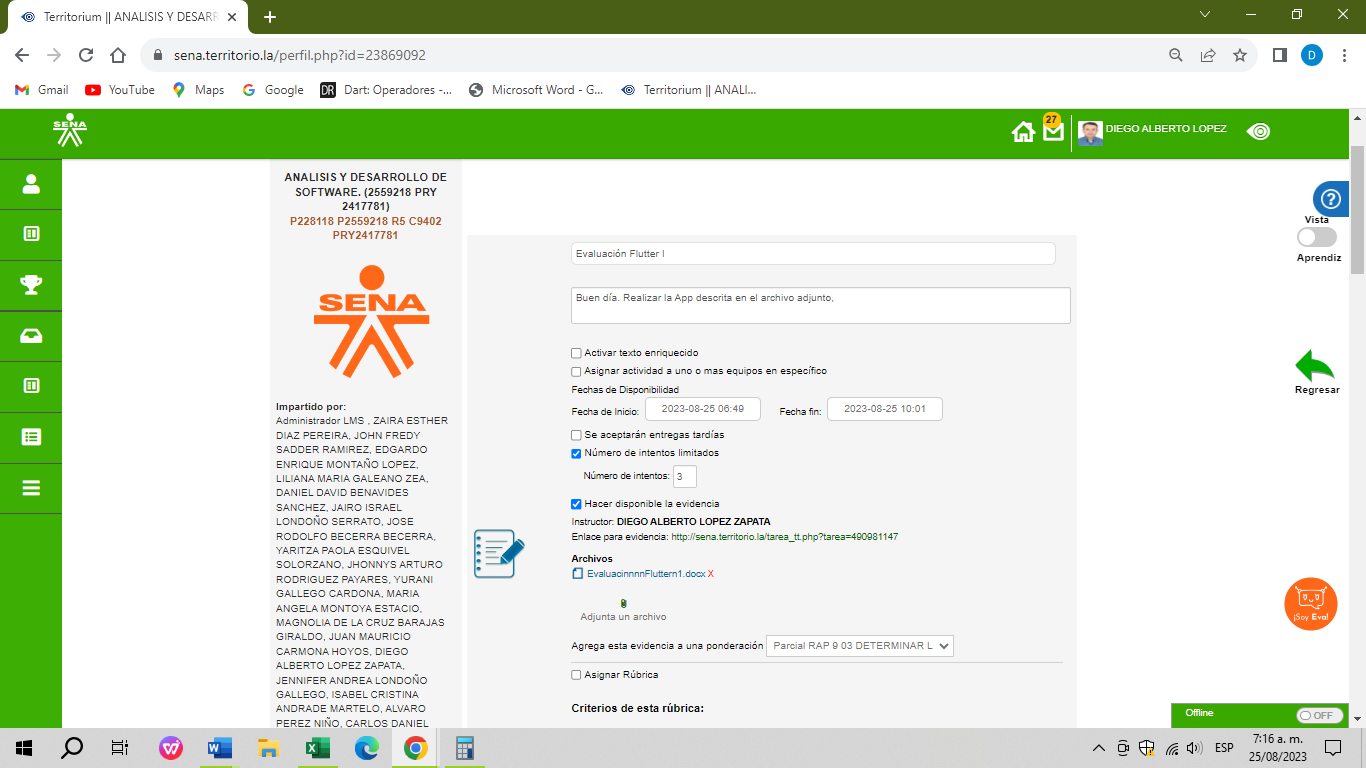 Territorium || ANALISIS Y DESARR
sena.territorio.la/perfil.php?id=23869092
D
Gmail
YouTube
Maps
Google
DR
Dart: Operadores -...
Microsoft Word - G...
Territorium || ANALI...
SENA
27
DIEGO ALBERTO LOPEZ
ANALISIS Y DESARROLLO DE
SOFTWARE. (2559218 PRY
2417781)
P228118 P2559218 R5 C9402
PRY2417781
SENA
Impartido por:
Administrador LMS , ZAIRA ESTHER
DIAZ PEREIRA, JOHN FREDY
SADDER RAMIREZ, EDGARDO
ENRIQUE MONTAÑO LOPEZ,
LILIANA MARIA GALEANO ZEA,
DANIEL DAVID BENAVIDES
SANCHEZ, JAIRO ISRAEL
LONDOÑO SERRATO, JOSE
RODOLFO BECERRA BECERRA,
YARITZA PAOLA ESQUIVEL
SOLORZANO, JHONNYS ARTURO
RODRIGUEZ PAYARES, YURANI
GALLEGO CARDONA, MARIA
ANGELA MONTOYA ESTACIO,
MAGNOLIA DE LA CRUZ BARAJAS
GIRALDO, JUAN MAURICIO
CARMONA HOYOS, DIEGO
ALBERTO LOPEZ ZAPATA,
JENNIFER ANDREA LONDOÑO
GALLEGO, ISABEL CRISTINA
ANDRADE MARTELO, ALVARO
PEREZ NIÑO, CARLOS DANIEL
Evaluación Flutter I
Buen día. Realizar la App descrita en el archivo adjunto,
Activar texto enriquecido
Asignar actividad a uno o mas equipos en específico
Fechas de Disponibilidad
Fecha de Inicio: 2023-08-25 06:49 Fecha fin: 2023-08-25 10:01
Se aceptarán entregas tardías
Número de intentos limitados
Número de intentos: 3
Hacer disponible la evidencia
Instructor: DIEGO ALBERTO LOPEZ ZAPATA
Enlace para evidencia: http://sena.territorio.la/tarea_tt.php?tarea=490981147
Archivos
EvaluacinnnnFluttern1.docx X
Adjunta un archivo
Agrega esta evidencia a una ponderación Parcial RAP 9 03 DETERMINAR L
Asignar Rúbrica
Criterios de esta rúbrica:
?
Vista
Aprendiz
Regresar
¡Soy Eva!
Offline
OFF
ESP
7:16 a. m.
25/08/2023